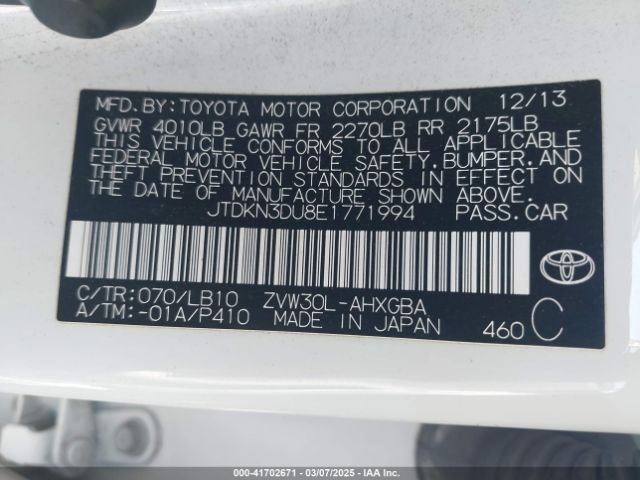 MFD. BY: TOYOTA MOTOR CORPORATION 12/13
GVWR 4010LB GAWR FR 2270LB RR 2175LB
THIS VEHICLE CONFORMS TO ALL APPLICABLE
FEDERAL MOTOR VEHICLE SAFETY, BUMPER, AND
THEFT PREVENTION STANDARDS IN EFFECT ON
THE DATE OF MANUFACTURE SHOWN ABOVE.
JTDKN3DU8E1771994 PASS. CAR
C/TR: 070/LB10 ZVW30L-AHXGBA
A/TM: -01A/P410 MADE IN JAPAN 460 C
000-41702671 | 03/07/2025 | IAA Inc.